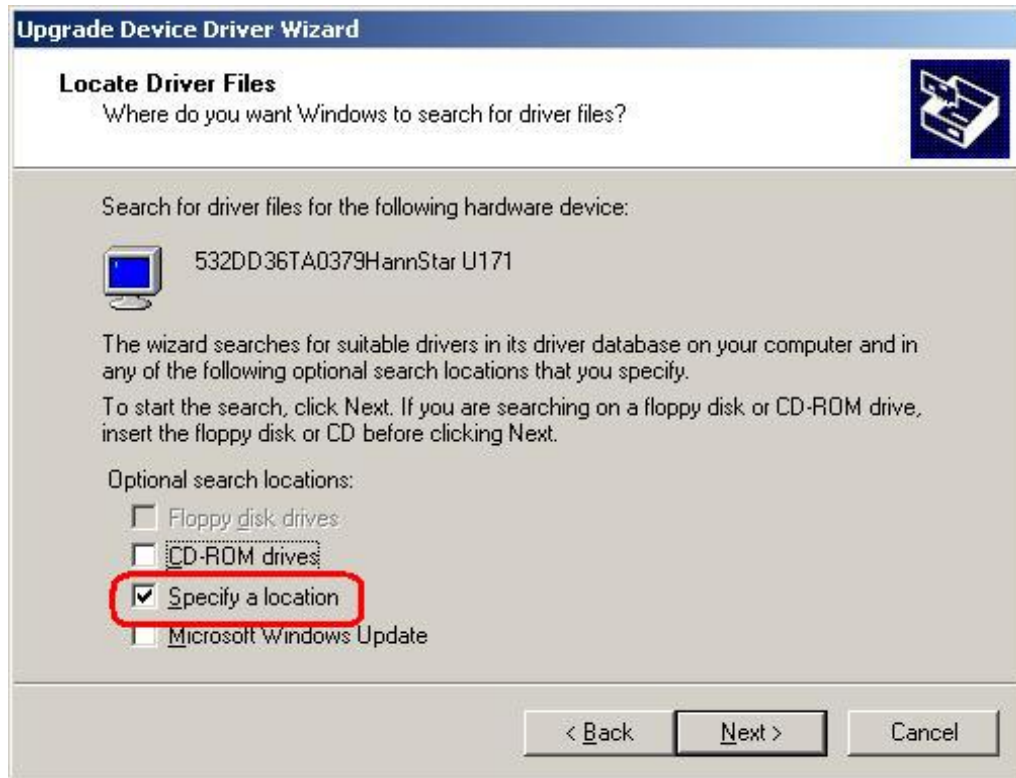 Upgrade Device Driver Wizard
Locate Driver Files
Where do you want Windows to search for driver files?
Search for driver files for the following hardware device:
532DD36TA0379HannStar U171
The wizard searches for suitable drivers in its driver database on your computer and in
any of the following optional search locations that you specify.
To start the search, click Next. If you are searching on a floppy disk or CD-ROM drive,
insert the floppy disk or CD before clicking Next.
Optional search locations:
Floppy disk drives
CD-ROM drives
Specify a location
Microsoft Windows Update
< Back Next > Cancel